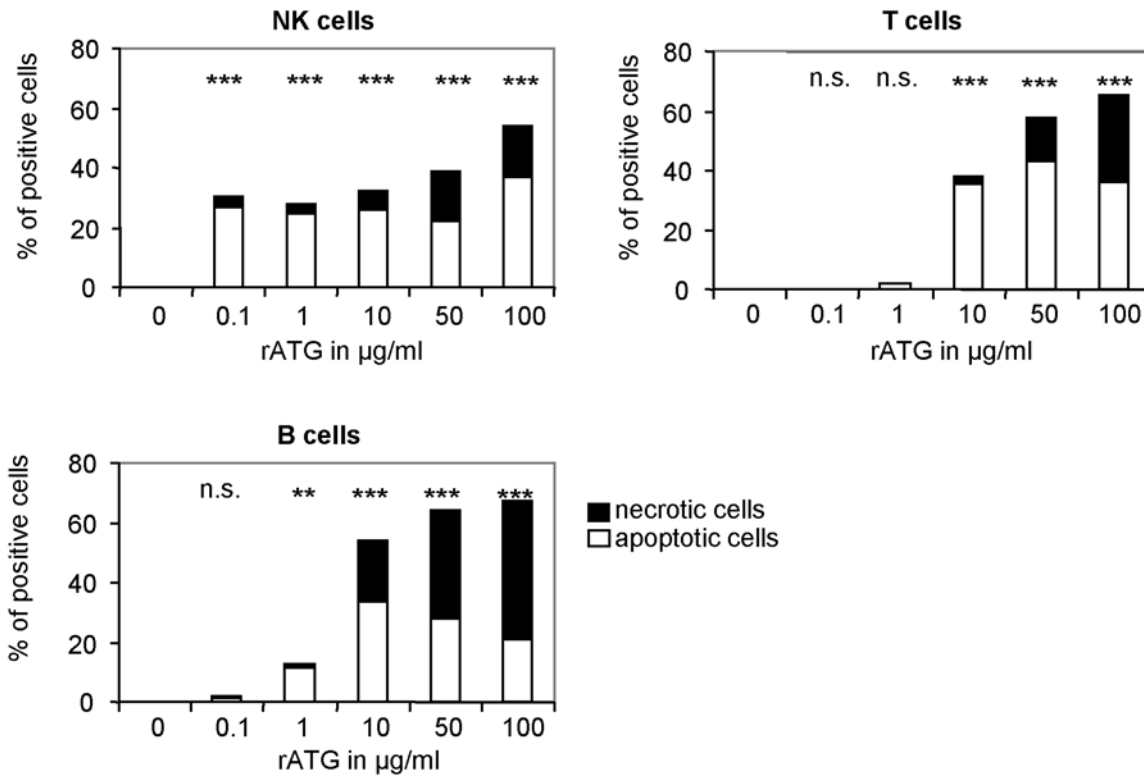 NK cells
% of positive cells
80
60
40
20
0
*** *** *** *** ***
0 0.1 1 10 50 100
rATG in µg/ml
T cells
% of positive cells
80
60
40
20
0
n.s. n.s. *** *** ***
0 0.1 1 10 50 100
rATG in µg/ml
B cells
% of positive cells
80
60
40
20
0
n.s. ** *** *** ***
0 0.1 1 10 50 100
rATG in µg/ml
necrotic cells
apoptotic cells